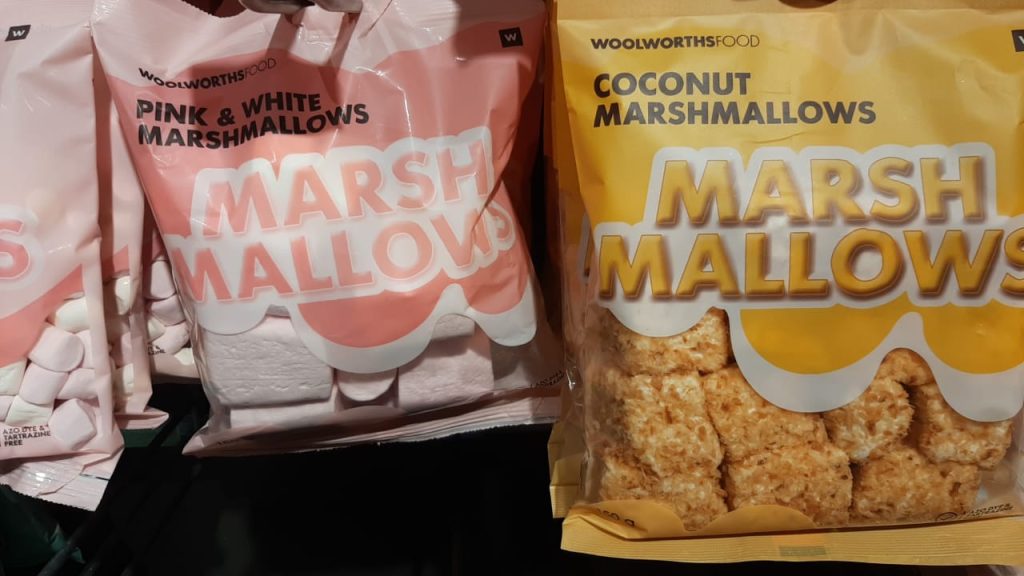 W
WOOLWORTHSFOOD
PINK & WHITE
MARSHMALLOWS
MARSH
MALLOWS
S
AZO DYE &
TARTRAZINE
FREE
W
WOOLWORTHSFOOD
COCONUT
MARSHMALLOWS
MARSH
MALLOWS